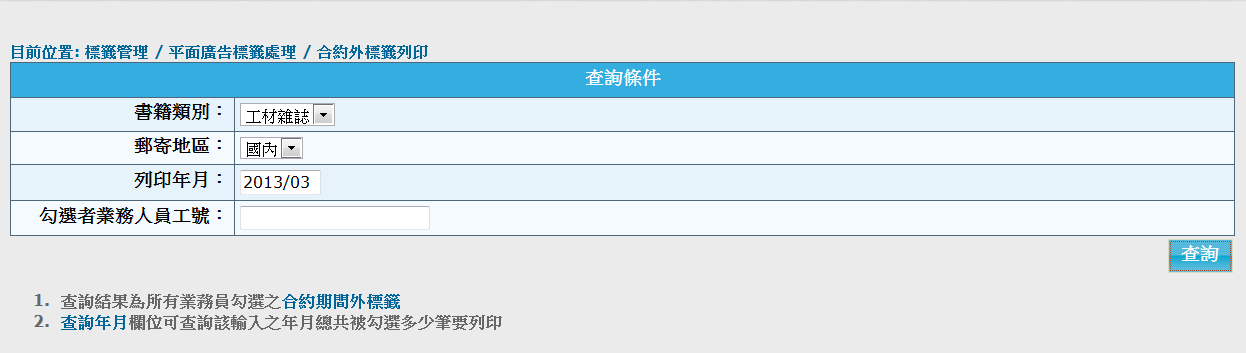 目前位置: 標籤管理 / 平面廣告標籤處理 / 合約外標籤列印
查詢條件
書籍類別： 工材雜誌
郵寄地區： 國內
列印年月： 2013/03
勾選者業務人員工號：
查詢
1. 查詢結果為所有業務員勾選之合約期間外標籤
2. 查詢年月欄位可查詢該輸入之年月總共被勾選多少筆要列印